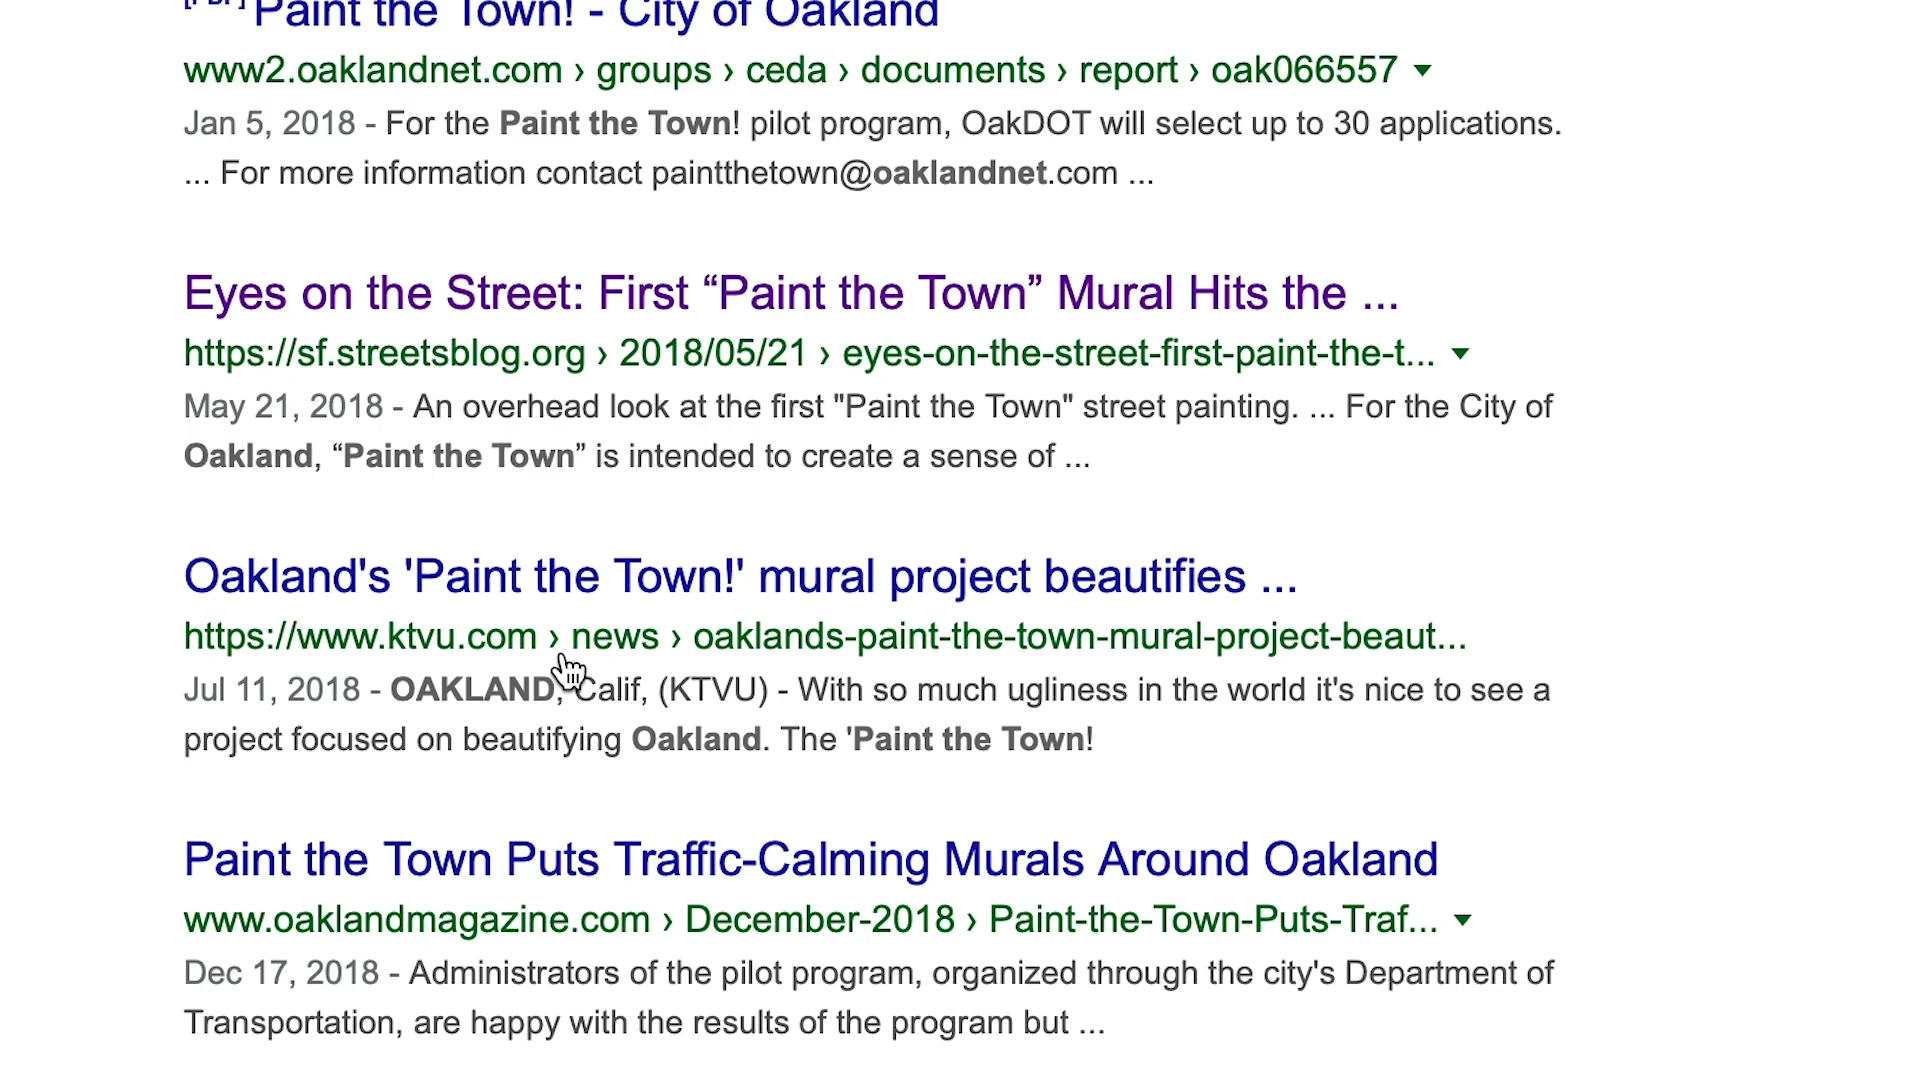 [PDF] Paint the Town! - City of Oakland
www2.oaklandnet.com › groups › ceda › documents › report › oak066557
Jan 5, 2018 - For the Paint the Town! pilot program, OakDOT will select up to 30 applications.
... For more information contact paintthetown@oaklandnet.com ...
Eyes on the Street: First “Paint the Town” Mural Hits the ...
https://sf.streetsblog.org › 2018/05/21 › eyes-on-the-street-first-paint-the-t...
May 21, 2018 - An overhead look at the first "Paint the Town" street painting. ... For the City of
Oakland, “Paint the Town” is intended to create a sense of ...
Oakland's 'Paint the Town!' mural project beautifies ...
https://www.ktvu.com › news › oaklands-paint-the-town-mural-project-beaut...
Jul 11, 2018 - OAKLAND, Calif, (KTVU) - With so much ugliness in the world it's nice to see a
project focused on beautifying Oakland. The 'Paint the Town!
Paint the Town Puts Traffic-Calming Murals Around Oakland
www.oaklandmagazine.com › December-2018 › Paint-the-Town-Puts-Traf...
Dec 17, 2018 - Administrators of the pilot program, organized through the city's Department of
Transportation, are happy with the results of the program but ...